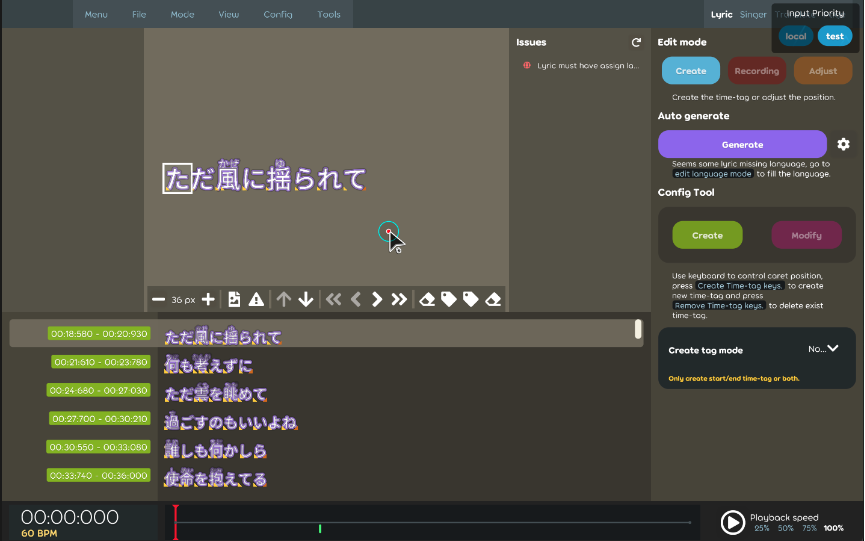 Menu File Mode View Config Tools
Lyric Singer
Input Priority
local test
Issues
Lyric must have assign la...
かぜ ゆ
ただ風に揺られて
36 px
Edit mode
Create Recording Adjust
Create the time-tag or adjust the position.
Auto generate
Generate
Seems some lyric missing language, go to
edit language mode to fill the language.
Config Tool
Create Modify
Use keyboard to control caret position,
press Create Time-tag keys. to create
new time-tag and press
Remove Time-tag keys. to delete exist
time-tag.
Create tag mode No...
Only create start/end time-tag or both.
00:18:580 - 00:20:930 ただ風に揺られて
00:21:610 - 00:23:780 何も考えずに
00:24:680 - 00:27:030 ただ雲を眺めて
00:27:700 - 00:30:210 過ごすのもいいよね
00:30:550 - 00:33:080 誰しも何かしら
00:33:740 - 00:36:000 使命を抱えてる
00:00:000
60 BPM
Playback speed
25% 50% 75% 100%